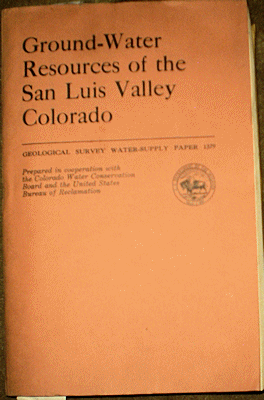 Ground-Water
Resources of the
San Luis Valley
Colorado
GEOLOGICAL SURVEY WATER-SUPPLY PAPER 1379
Prepared in cooperation with
the Colorado Water Conservation
Board and the United States
Bureau of Reclamation